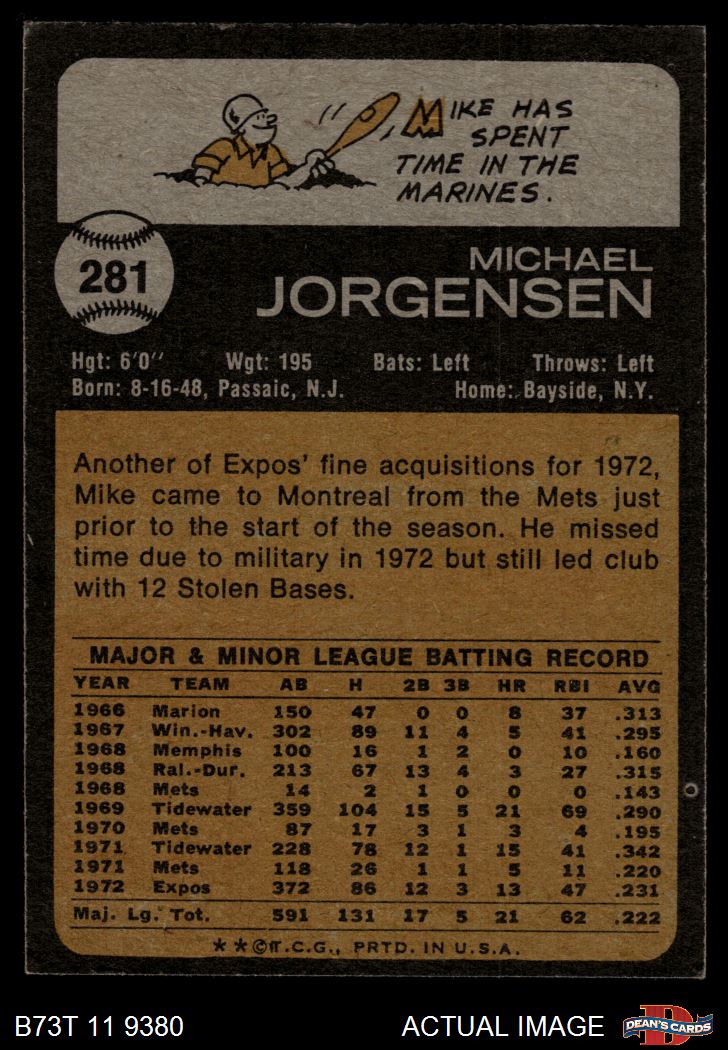 MIKE HAS
SPENT
TIME IN THE
MARINES.
281
MICHAEL
JORGENSEN
Hgt: 6'0" Wgt: 195 Bats: Left Throws: Left
Born: 8-16-48, Passaic, N.J. Home: Bayside, N.Y.
Another of Expos' fine acquisitions for 1972,
Mike came to Montreal from the Mets just
prior to the start of the season. He missed
time due to military in 1972 but still led club
with 12 Stolen Bases.
MAJOR & MINOR LEAGUE BATTING RECORD
YEAR TEAM AB H 2B 3B HR RBI AVG
1966 Marion 150 47 0 0 8 37 .313
1967 Win.-Hav. 302 89 11 4 5 41 .295
1968 Memphis 100 16 1 2 0 10 .160
1968 Ral.-Dur. 213 67 13 4 3 27 .315
1968 Mets 14 2 1 0 0 0 .143
1969 Tidewater 359 104 15 5 21 69 .290
1970 Mets 87 17 3 1 3 4 .195
1971 Tidewater 228 78 12 1 15 41 .342
1971 Mets 118 26 1 1 5 11 .220
1972 Expos 372 86 12 3 13 47 .231
Maj. Lg. Tot. 591 131 17 5 21 62 .222
★★©T.C.G., PRTD. IN U.S.A.
B73T 11 9380 ACTUAL IMAGE D DEAN'S CARDS